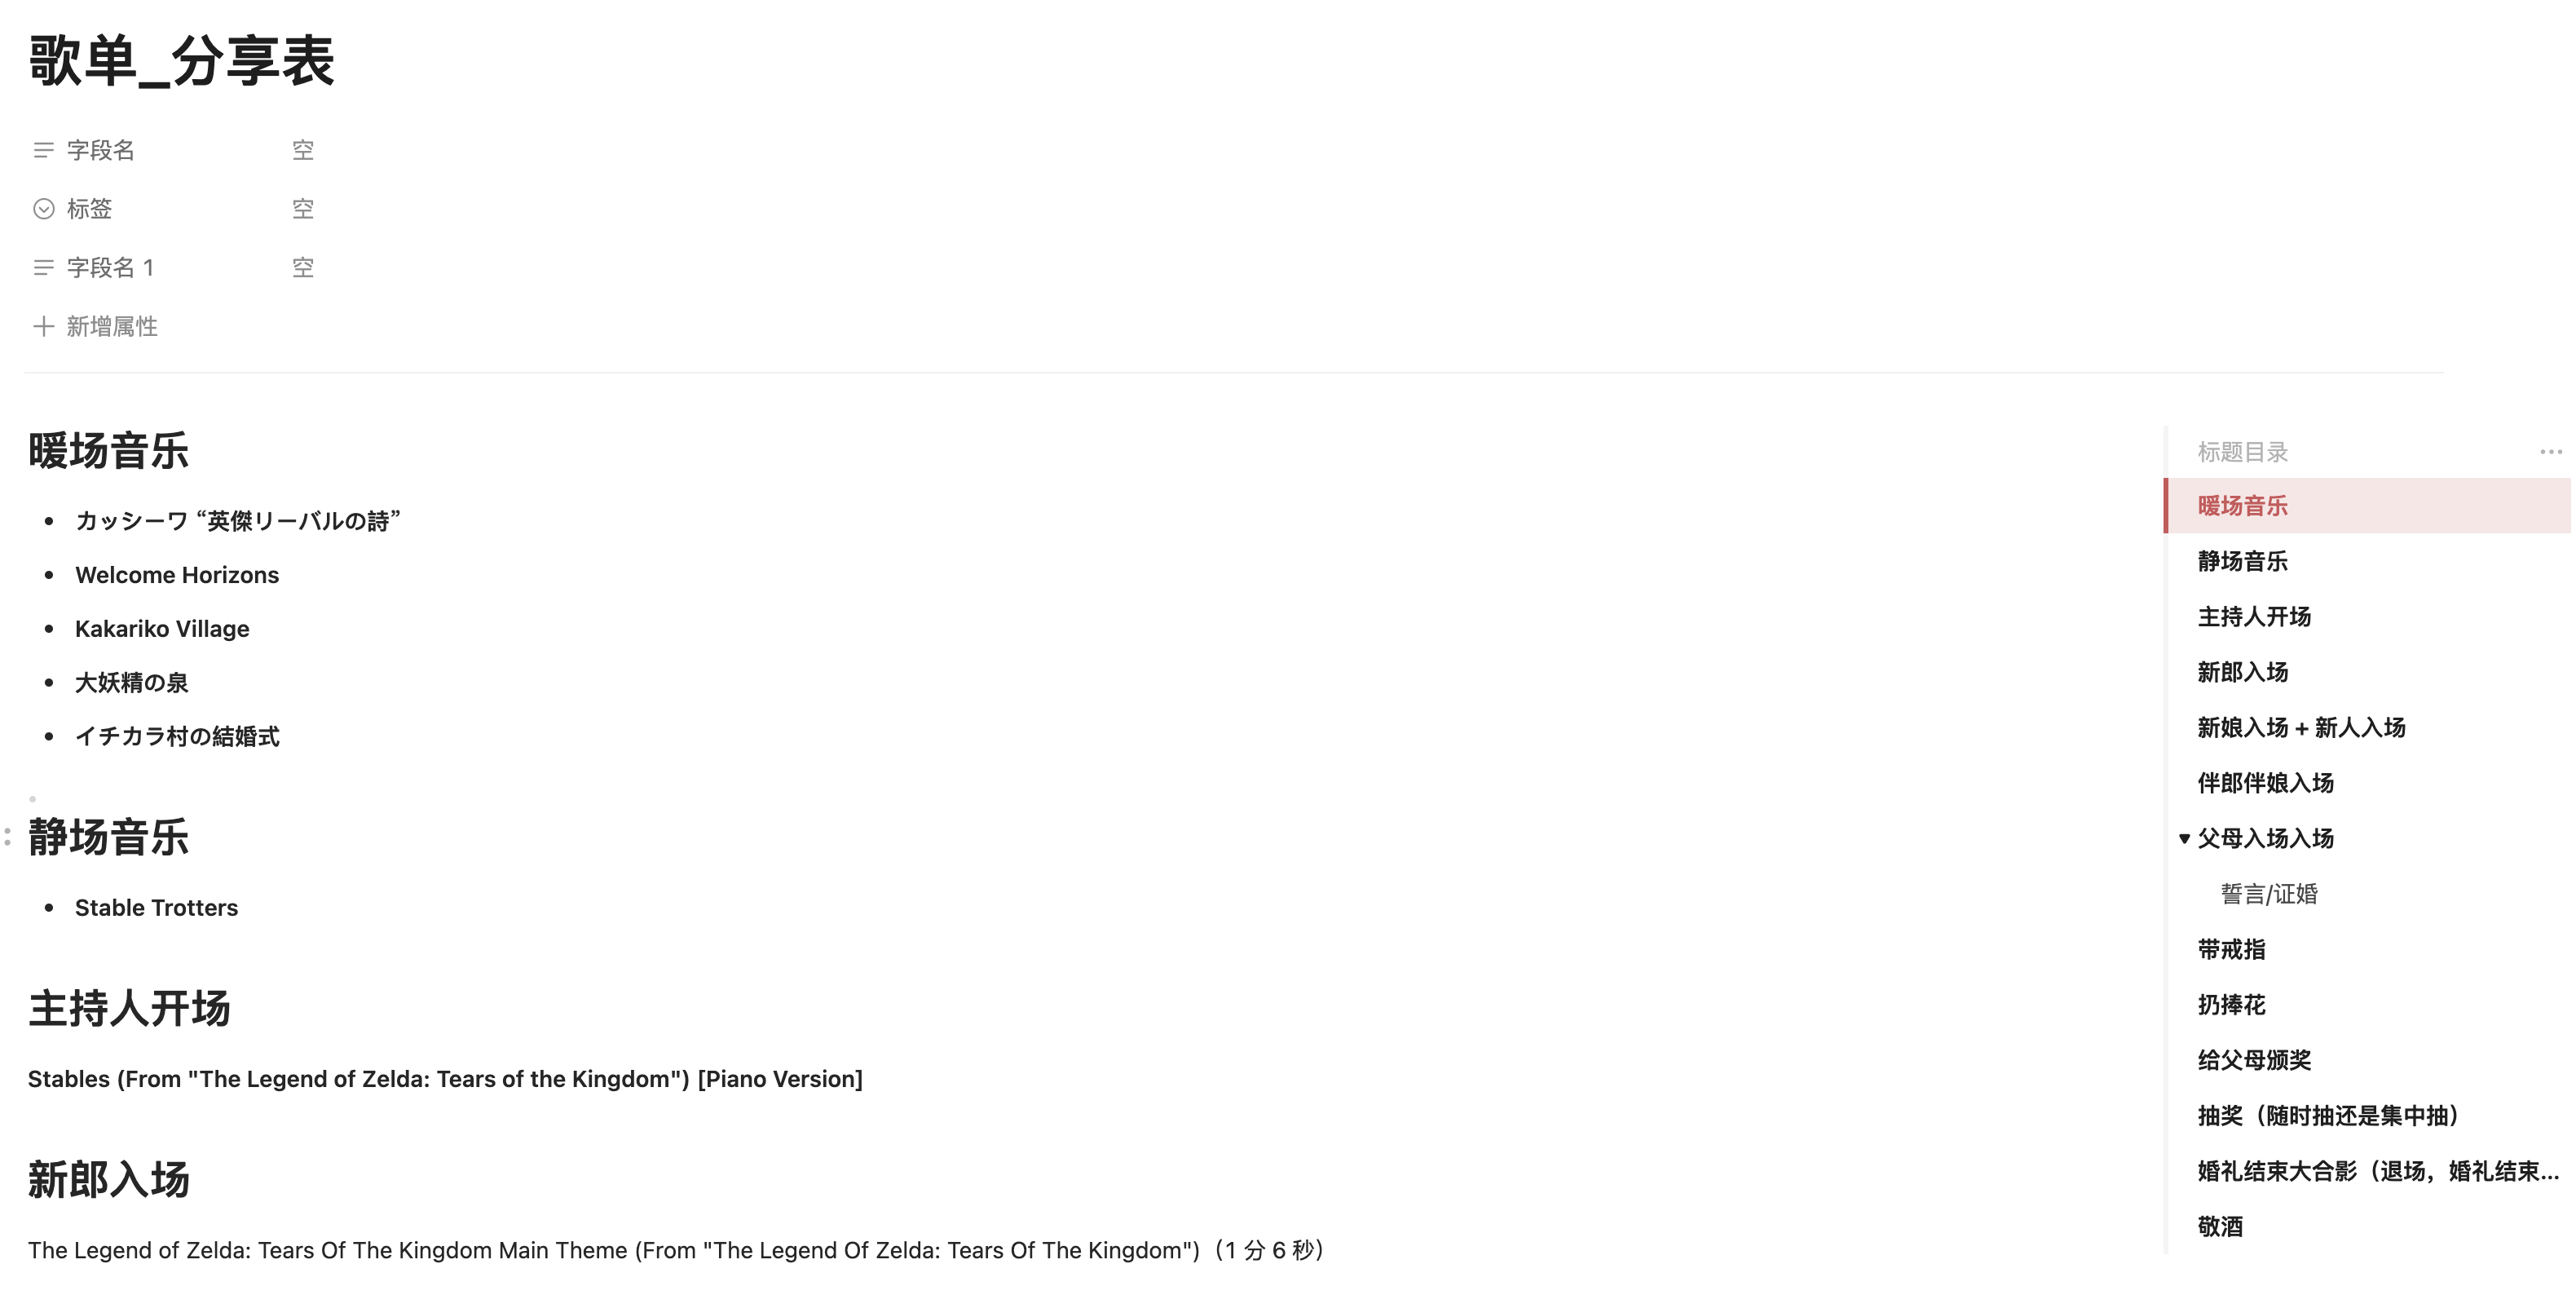 歌单_分享表
字段名 空
标签 空
字段名 1 空
新增属性
暖场音乐
カッシーワ “英傑リーバルの詩”
Welcome Horizons
Kakariko Village
大妖精の泉
イチカラ村の結婚式
静场音乐
Stable Trotters
主持人开场
Stables (From "The Legend of Zelda: Tears of the Kingdom") [Piano Version]
新郎入场
The Legend of Zelda: Tears Of The Kingdom Main Theme (From "The Legend Of Zelda: Tears Of The Kingdom")（1 分 6 秒）
标题目录
暖场音乐
静场音乐
主持人开场
新郎入场
新娘入场 + 新人入场
伴郎伴娘入场
父母入场入场
誓言/证婚
带戒指
扔捧花
给父母颁奖
抽奖（随时抽还是集中抽）
婚礼结束大合影（退场，婚礼结束...
敬酒